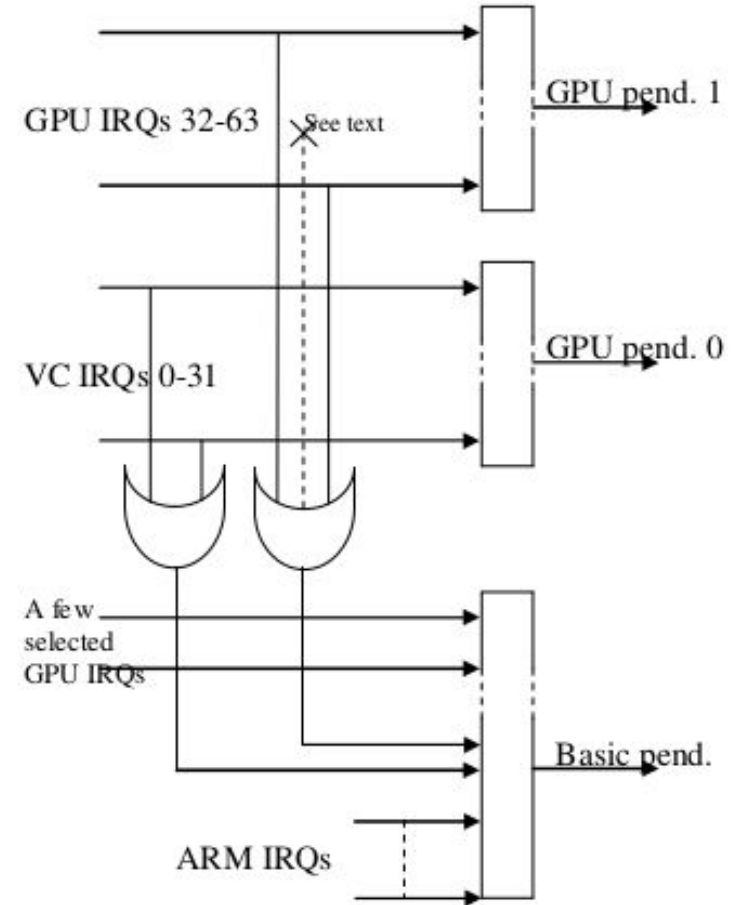 GPU pend. 1
GPU IRQs 32-63
See text
GPU pend. 0
VC IRQs 0-31
A few
selected
GPU IRQs
Basic pend.
ARM IRQs